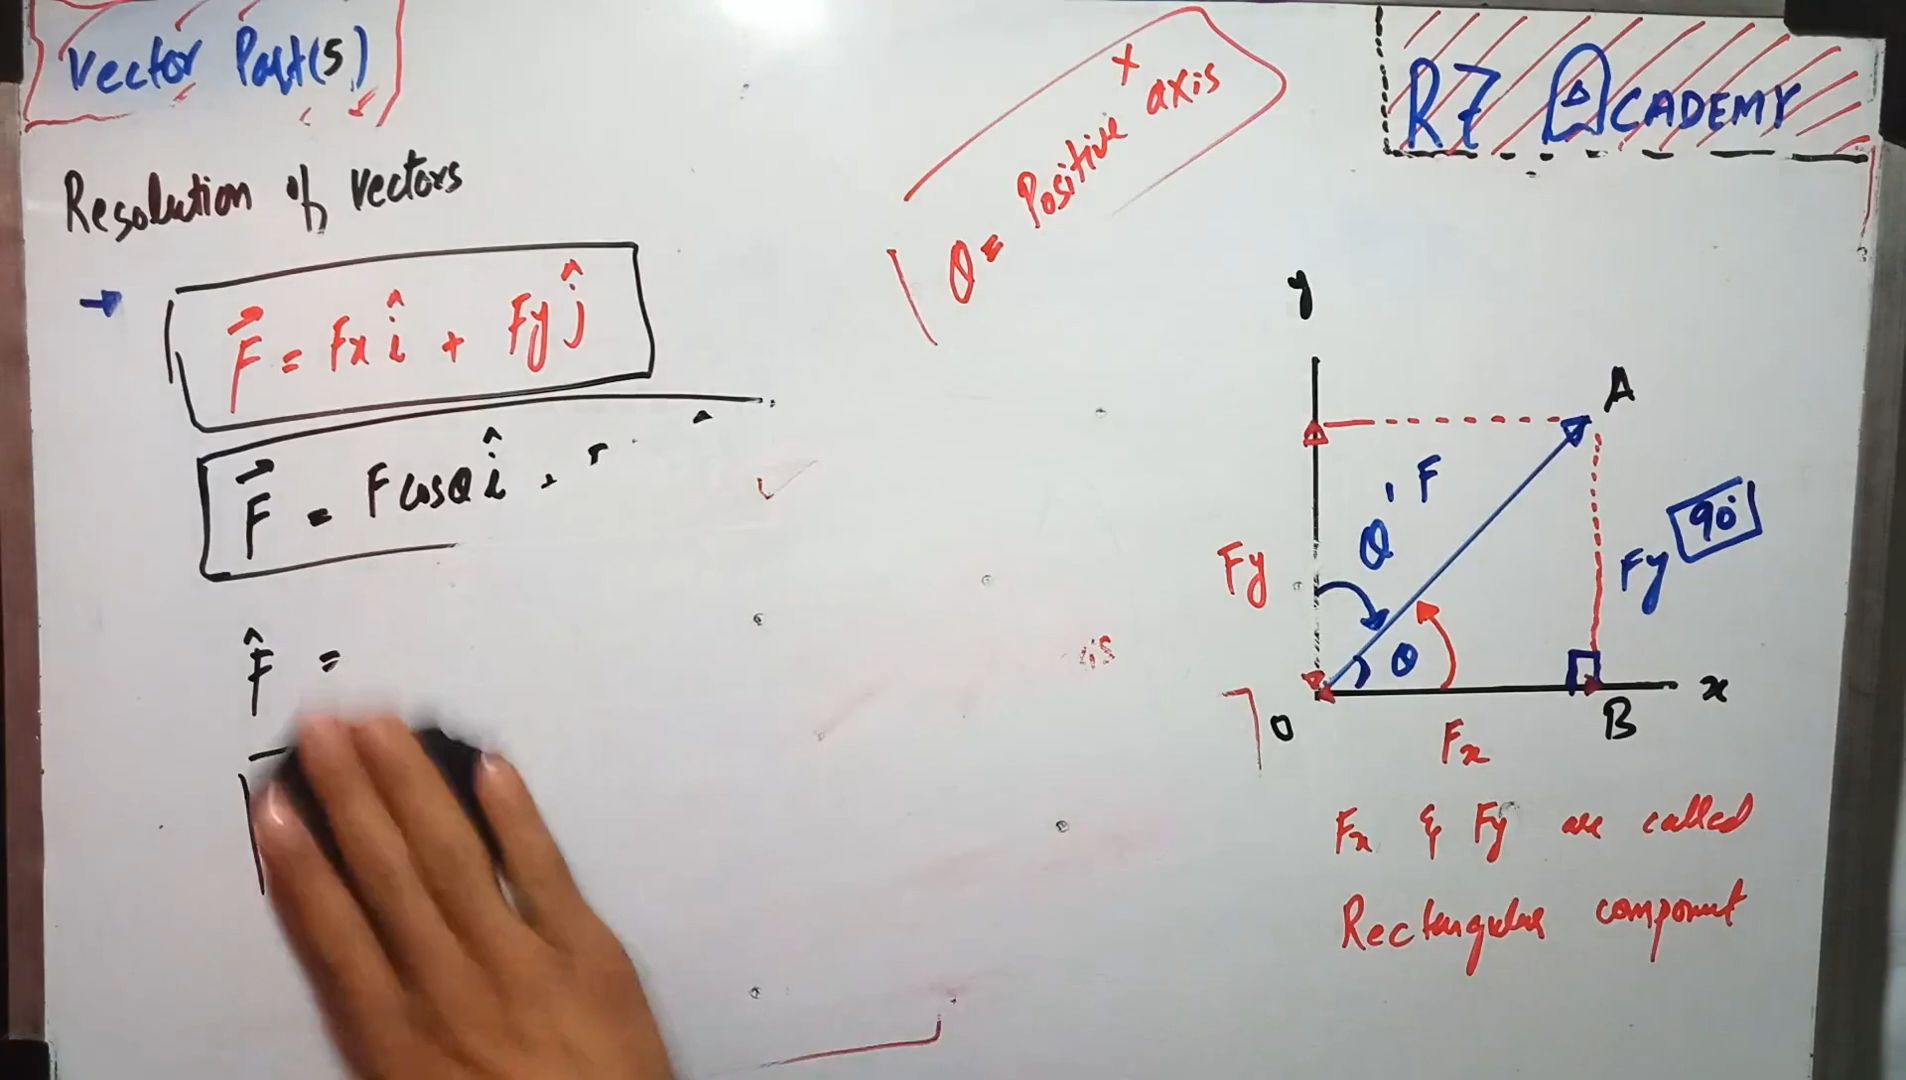 Vector Part(5)
R7 ACADEMY
θ = Positive x axis
Resolution of vectors
→ F⃗ = Fx î + Fy ĵ
F⃗ = F cosθ î
F̂ =
y
A
F
θ'
Fy
Fy
90°
θ
x
O
B
Fx
Fx & Fy are called
Rectangular component